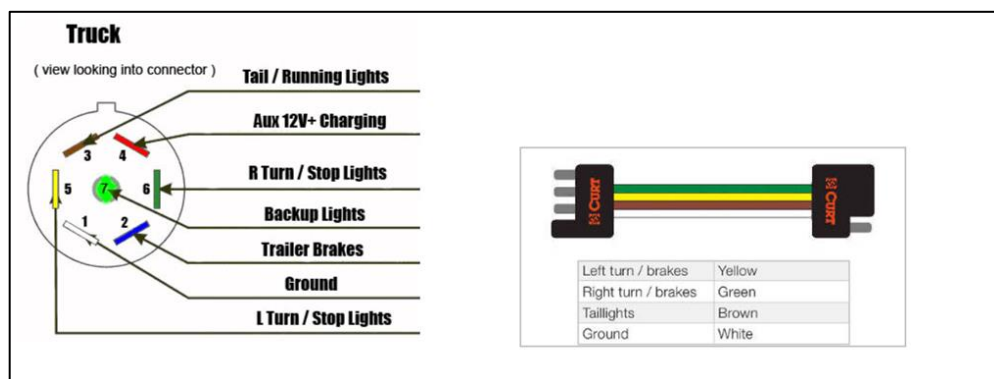 Truck
( view looking into connector )
Tail / Running Lights
Aux 12V+ Charging
R Turn / Stop Lights
Backup Lights
Trailer Brakes
Ground
L Turn / Stop Lights
3
4
5
7
6
1
2
CURT
CURT
Left turn / brakes Yellow
Right turn / brakes Green
Taillights Brown
Ground White